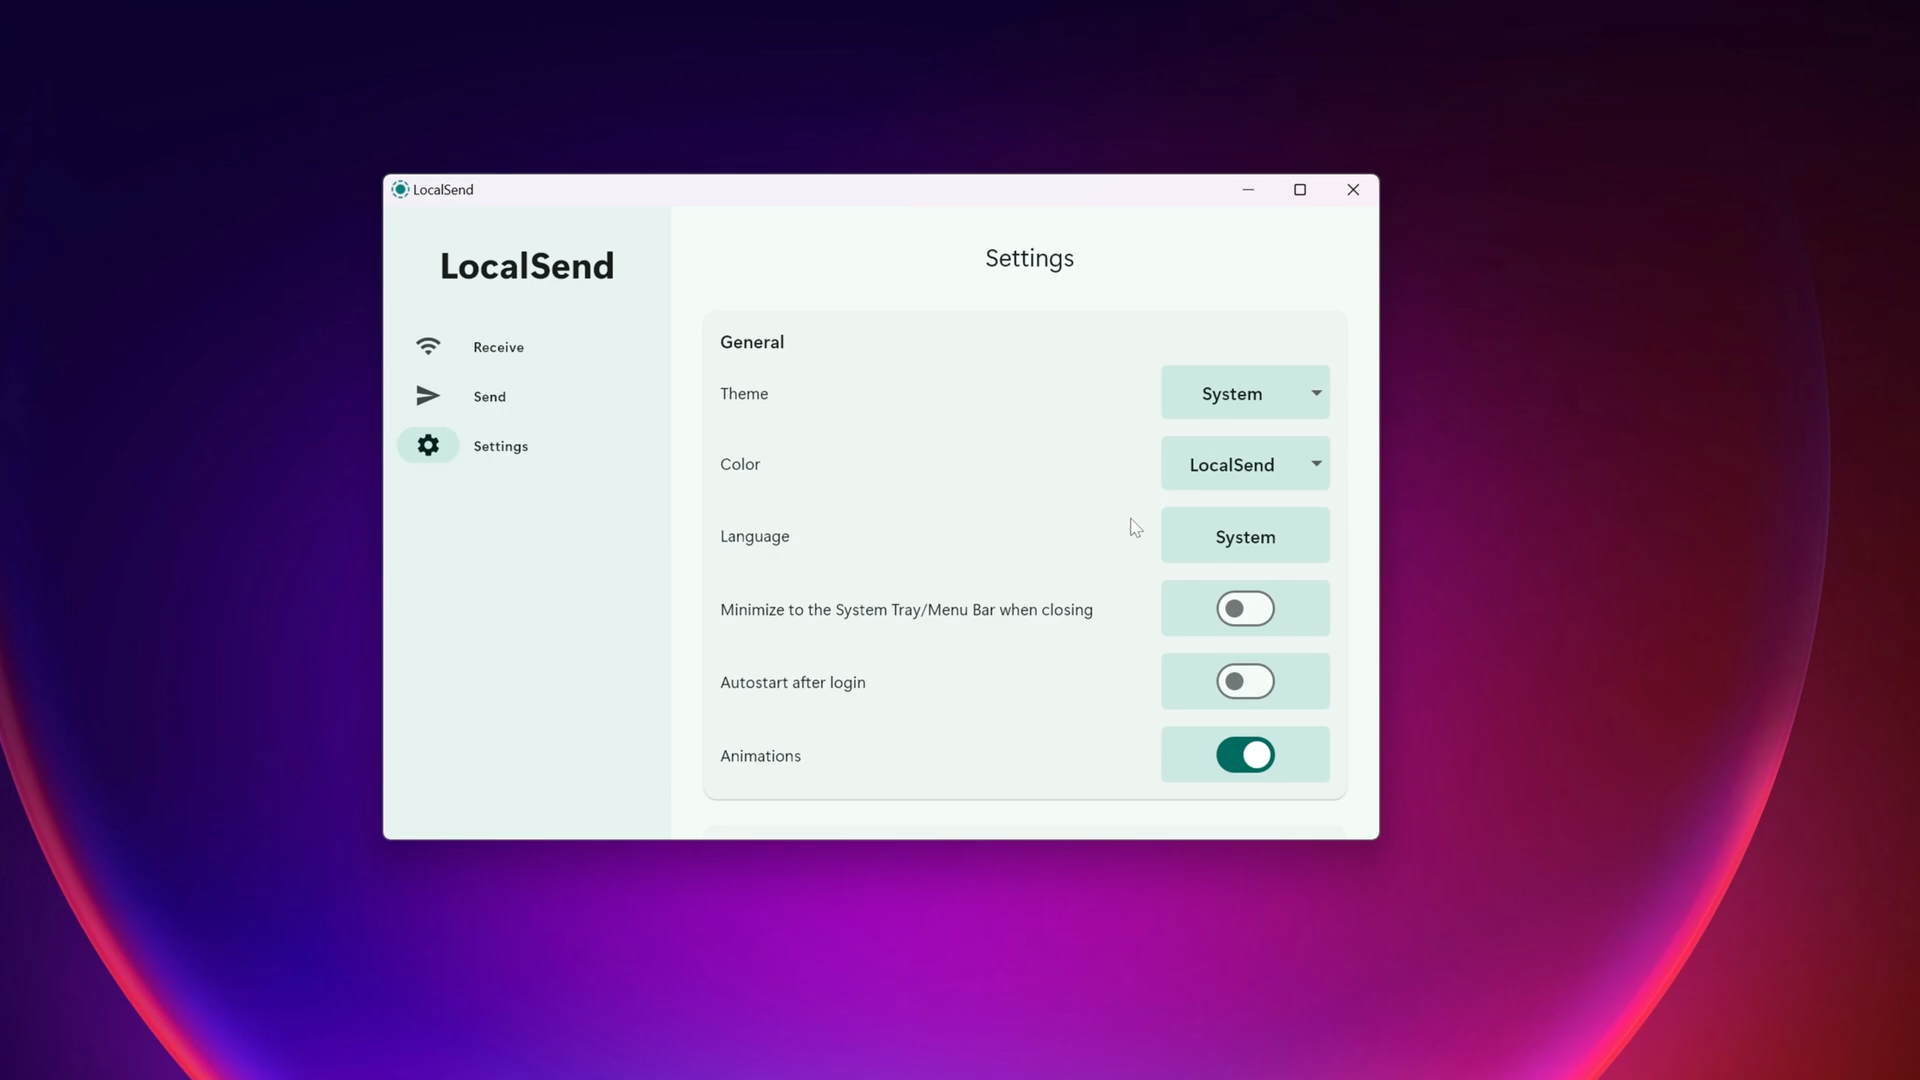 LocalSend
LocalSend
Receive
Send
Settings
Settings
General
Theme System
Color LocalSend
Language System
Minimize to the System Tray/Menu Bar when closing
Autostart after login
Animations